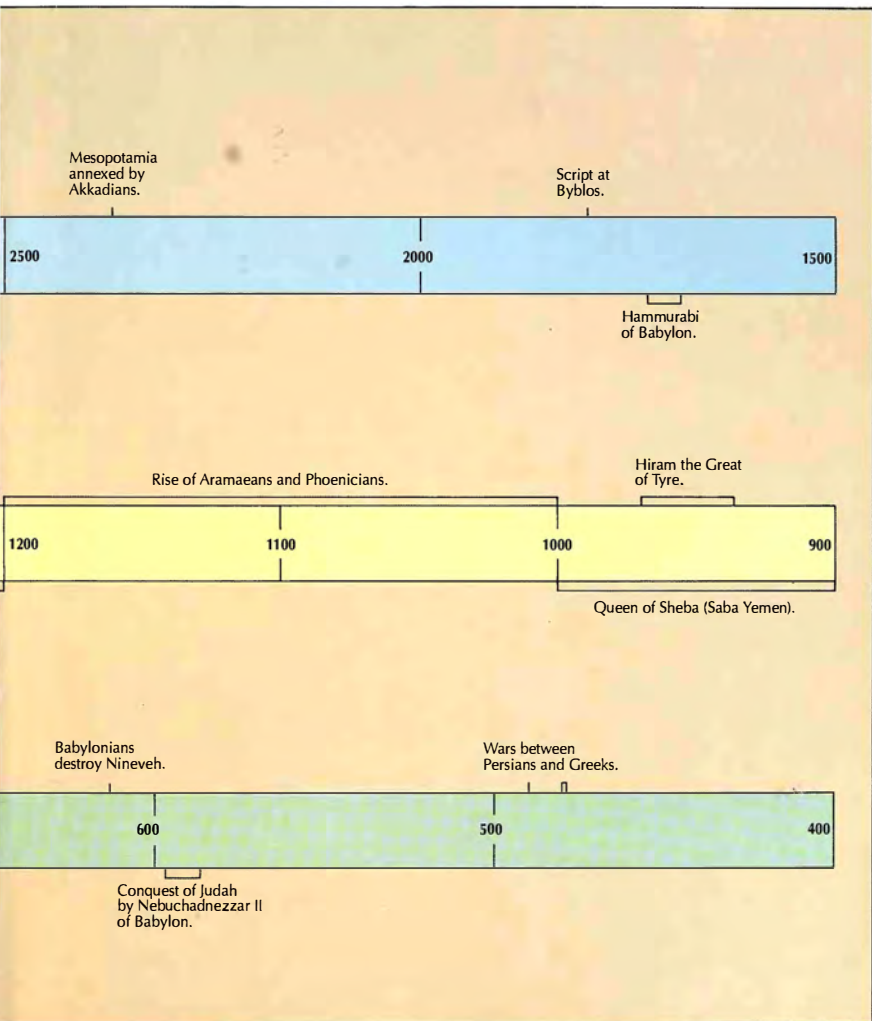 Mesopotamia
annexed by
Akkadians.
Script at
Byblos.
2500 2000 1500
Hammurabi
of Babylon.
Rise of Aramaeans and Phoenicians.
Hiram the Great
of Tyre.
1200 1100 1000 900
Queen of Sheba (Saba Yemen).
Babylonians
destroy Nineveh.
Wars between
Persians and Greeks.
600 500 400
Conquest of Judah
by Nebuchadnezzar II
of Babylon.